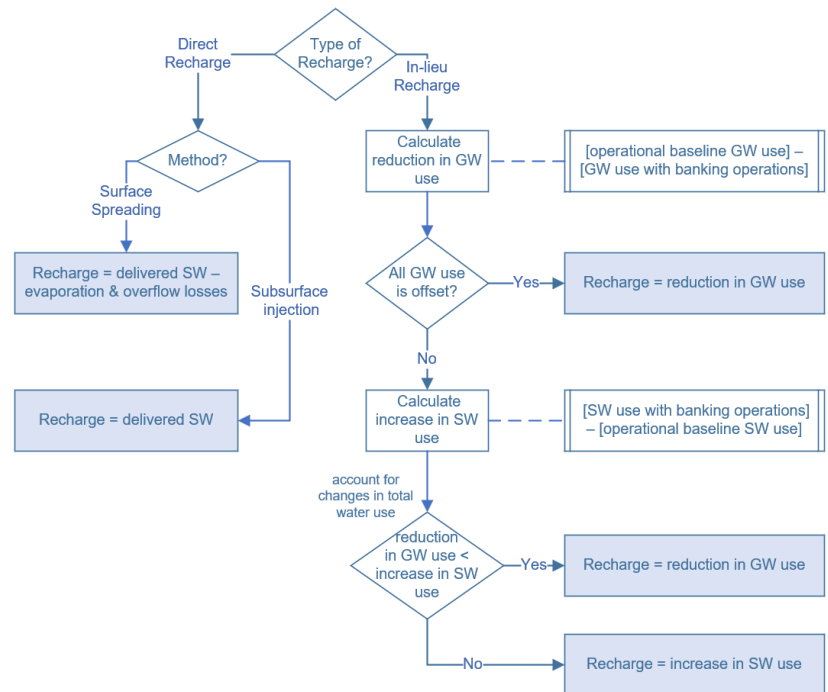 Type of
Recharge?
Direct
Recharge
In-lieu
Recharge
Method?
Surface
Spreading
Recharge = delivered SW –
evaporation & overflow losses
Subsurface
injection
Recharge = delivered SW
Calculate
reduction in GW
use
[operational baseline GW use] –
[GW use with banking operations]
All GW use
is offset?
Yes
Recharge = reduction in GW use
No
Calculate
increase in SW
use
[SW use with banking operations]
– [operational baseline SW use]
account for
changes in total
water use
reduction
in GW use <
increase in SW
use
Yes
Recharge = reduction in GW use
No
Recharge = increase in SW use